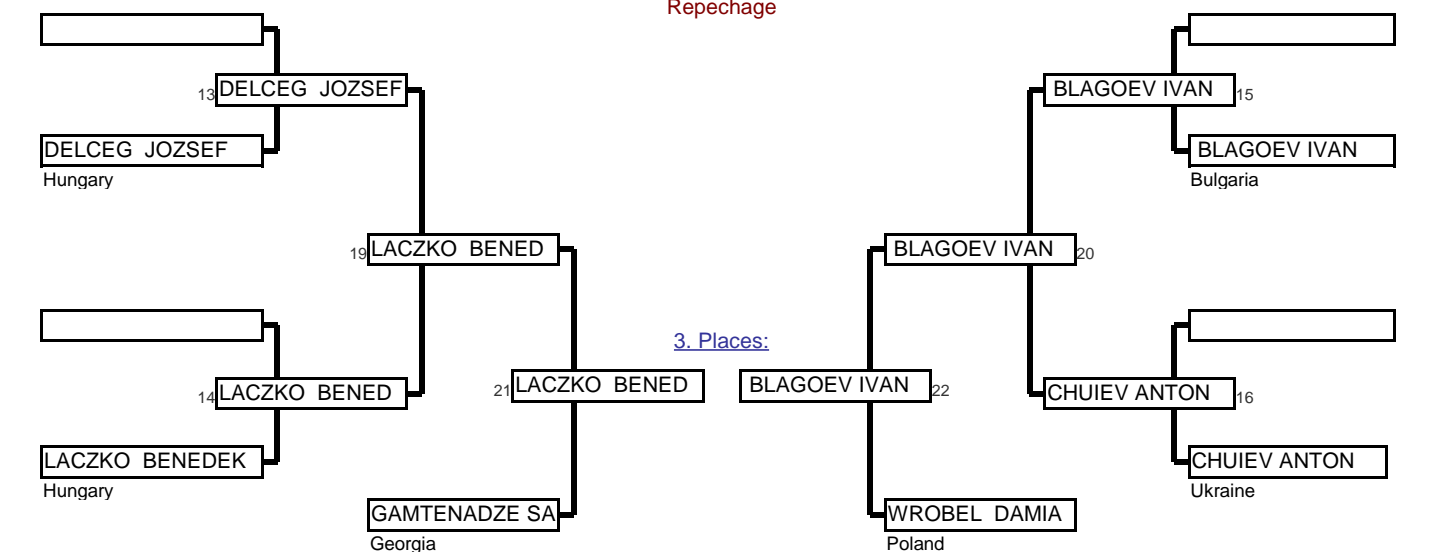 Repechage
13 DELCEG JOZSEF
BLAGOEV IVAN 15
DELCEG JOZSEF
Hungary
BLAGOEV IVAN
Bulgaria
19 LACZKO BENED
BLAGOEV IVAN 20
3. Places:
14 LACZKO BENED
21 LACZKO BENED
BLAGOEV IVAN 22
CHUIEV ANTON 16
LACZKO BENEDEK
Hungary
CHUIEV ANTON
Ukraine
GAMTENADZE SA
Georgia
WROBEL DAMIA
Poland